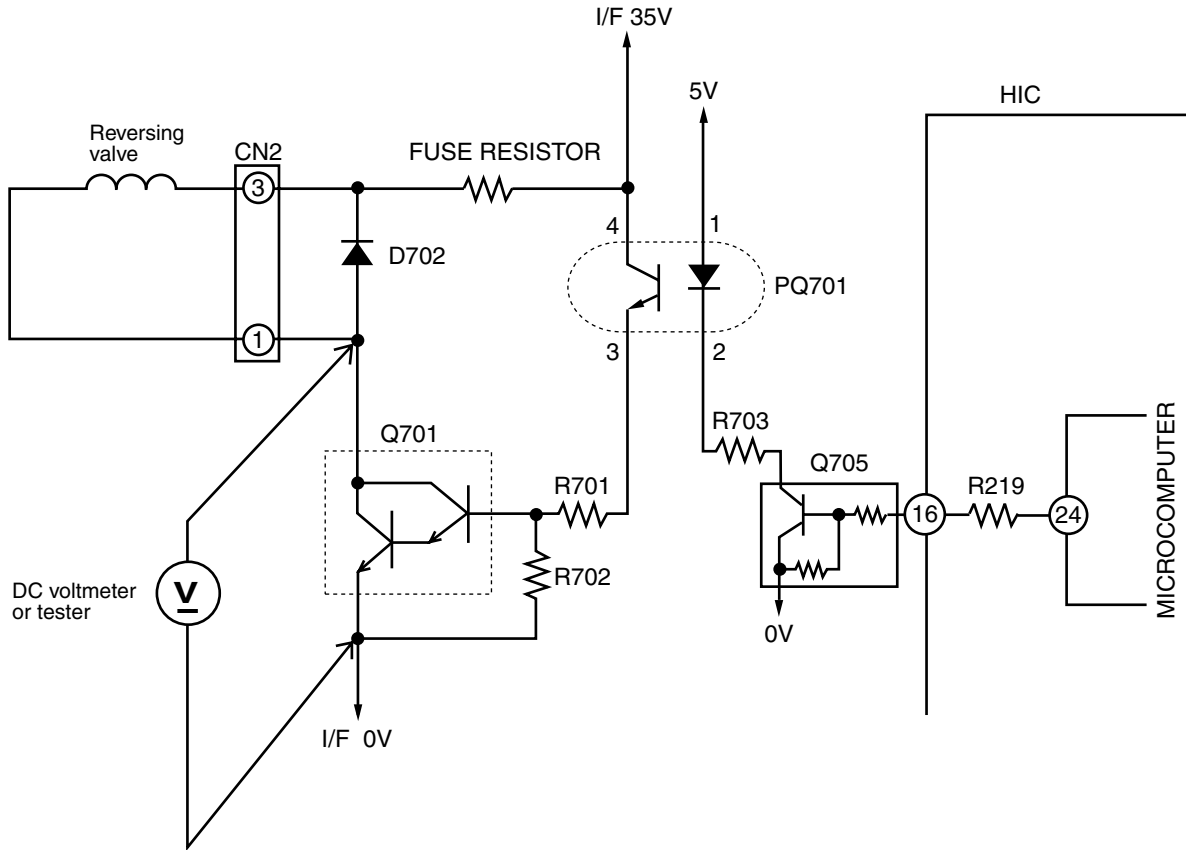 I/F 35V
5V
HIC
Reversing
valve
CN2
FUSE RESISTOR
3
4
1
D702
PQ701
1
3
2
R703
Q701
Q705
R701
R219
16
24
R702
MICROCOMPUTER
DC voltmeter
or tester
V
0V
I/F 0V